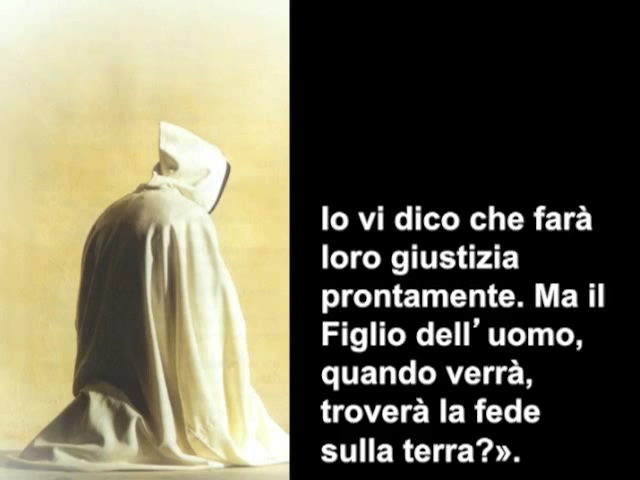 Io vi dico che farà
loro giustizia
prontamente. Ma il
Figlio dell’uomo,
quando verrà,
troverà la fede
sulla terra?».